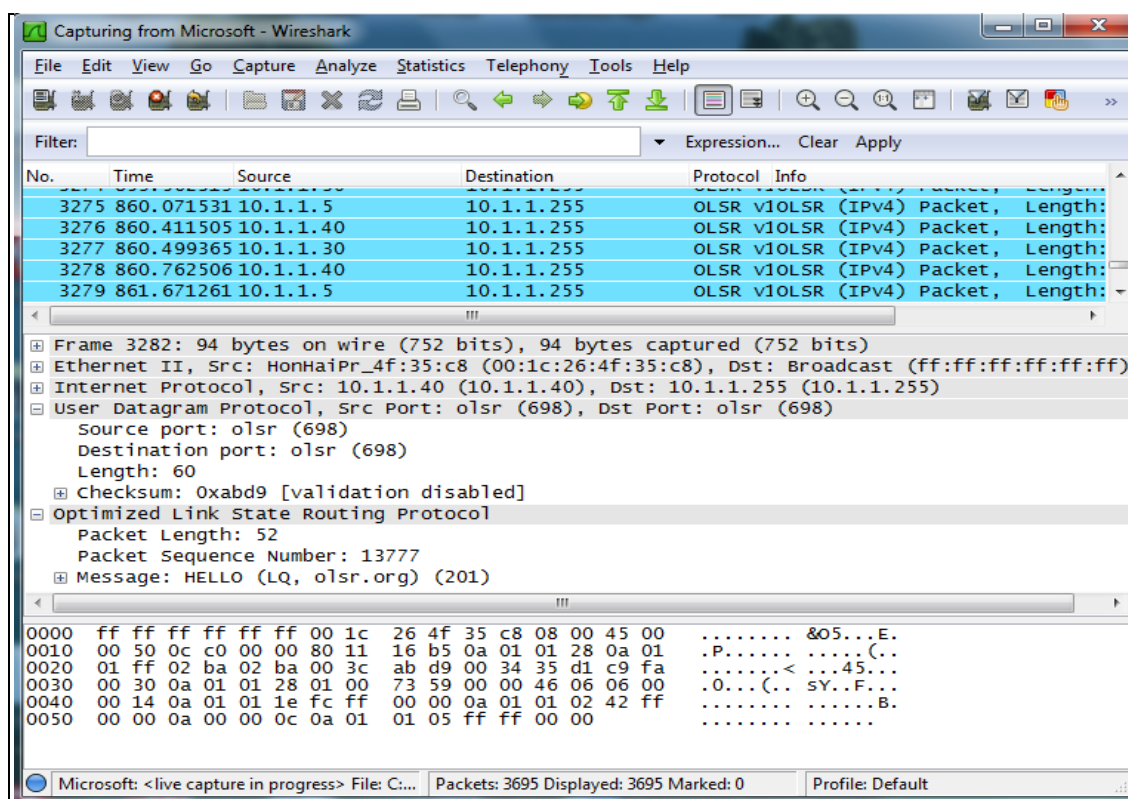 Capturing from Microsoft - Wireshark
File Edit View Go Capture Analyze Statistics Telephony Tools Help
Filter: Expression... Clear Apply
No. Time Source Destination Protocol Info
3275 860.071531 10.1.1.5 10.1.1.255 OLSR v1OLSR (IPv4) Packet, Length:
3276 860.411505 10.1.1.40 10.1.1.255 OLSR v1OLSR (IPv4) Packet, Length:
3277 860.499365 10.1.1.30 10.1.1.255 OLSR v1OLSR (IPv4) Packet, Length:
3278 860.762506 10.1.1.40 10.1.1.255 OLSR v1OLSR (IPv4) Packet, Length:
3279 861.671261 10.1.1.5 10.1.1.255 OLSR v1OLSR (IPv4) Packet, Length:
Frame 3282: 94 bytes on wire (752 bits), 94 bytes captured (752 bits)
Ethernet II, Src: HonHaiPr_4f:35:c8 (00:1c:26:4f:35:c8), Dst: Broadcast (ff:ff:ff:ff:ff:ff)
Internet Protocol, Src: 10.1.1.40 (10.1.1.40), Dst: 10.1.1.255 (10.1.1.255)
User Datagram Protocol, Src Port: olsr (698), Dst Port: olsr (698)
Source port: olsr (698)
Destination port: olsr (698)
Length: 60
Checksum: 0xabd9 [validation disabled]
Optimized Link State Routing Protocol
Packet Length: 52
Packet Sequence Number: 13777
Message: HELLO (LQ, olsr.org) (201)
0000 ff ff ff ff ff ff 00 1c 26 4f 35 c8 08 00 45 00 ........ &O5...E.
0010 00 50 0c c0 00 00 80 11 16 b5 0a 01 01 28 0a 01 .P...... .....(..
0020 01 ff 02 ba 02 ba 00 3c ab d9 00 34 35 d1 c9 fa .......< ...45...
0030 00 30 0a 01 01 28 01 00 73 59 00 00 46 06 06 00 .0...(.. sY..F...
0040 00 14 0a 01 01 1e fc ff 00 00 0a 01 01 02 42 ff ........ ......B.
0050 00 00 0a 00 00 0c 0a 01 01 05 ff ff 00 00 ........ ......
Microsoft: <live capture in progress> File: C:... Packets: 3695 Displayed: 3695 Marked: 0 Profile: Default